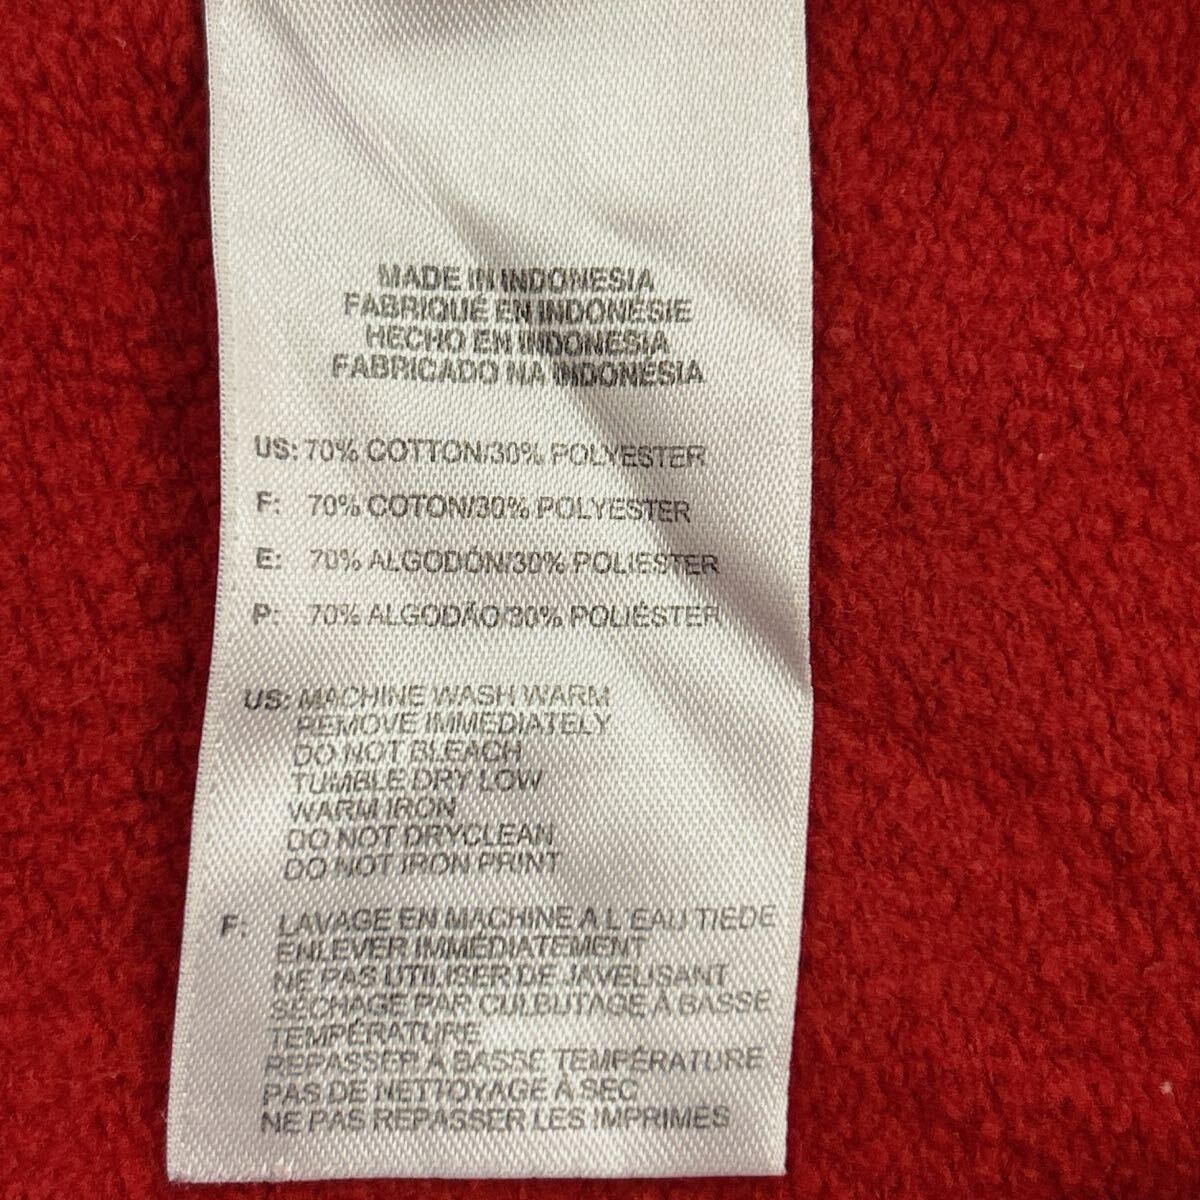 MADE IN INDONESIA
FABRIQUÉ EN INDONÉSIE
HECHO EN INDONESIA
FABRICADO NA INDONÉSIA
US: 70% COTTON/30% POLYESTER
F: 70% COTON/30% POLYESTER
E: 70% ALGODÓN/30% POLIESTER
P: 70% ALGODÃO/30% POLIÉSTER
US: MACHINE WASH WARM
REMOVE IMMEDIATELY
DO NOT BLEACH
TUMBLE DRY LOW
WARM IRON
DO NOT DRYCLEAN
DO NOT IRON PRINT
F: LAVAGE EN MACHINE A L'EAU TIEDE
ENLEVER IMMÉDIATEMENT
NE PAS UTILISER DE JAVELISANT
SÉCHAGE PAR CULBUTAGE À BASSE
TEMPÉRATURE
REPASSER À BASSE TEMPÉRATURE
PAS DE NETTOYAGE À SEC
NE PAS REPASSER LES IMPRIMÉS